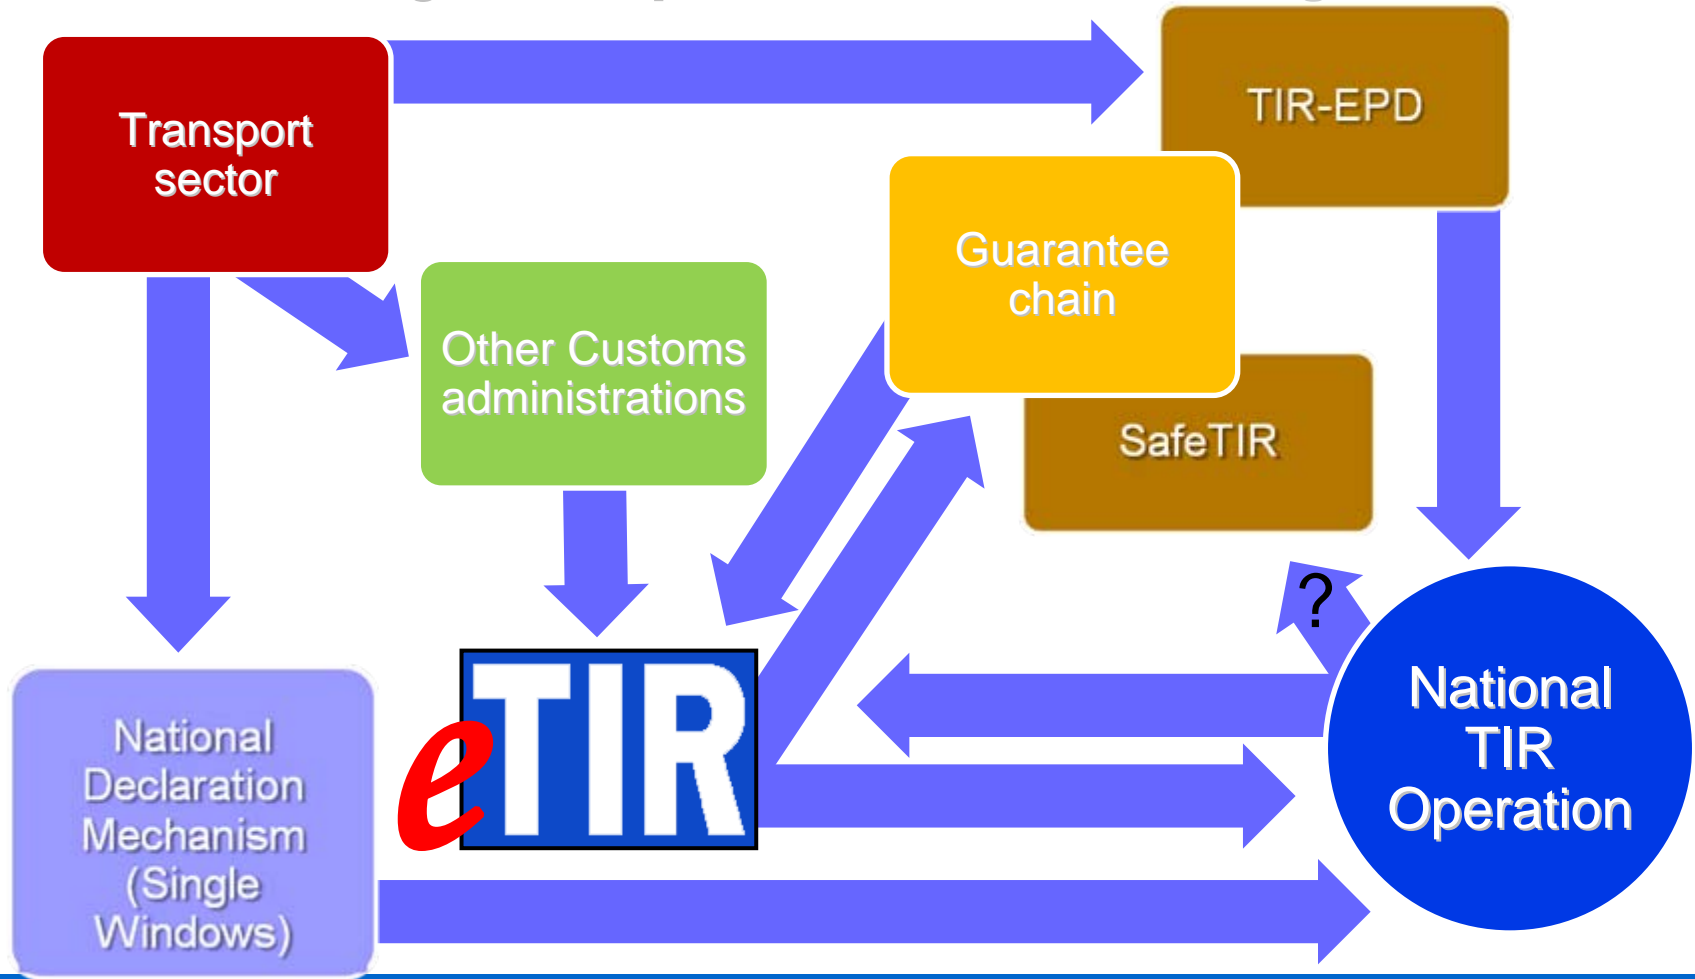 Transport
sector
TIR-EPD
Guarantee
chain
Other Customs
administrations
SafeTIR
?
National
TIR
Operation
eTIR
National
Declaration
Mechanism
(Single
Windows)